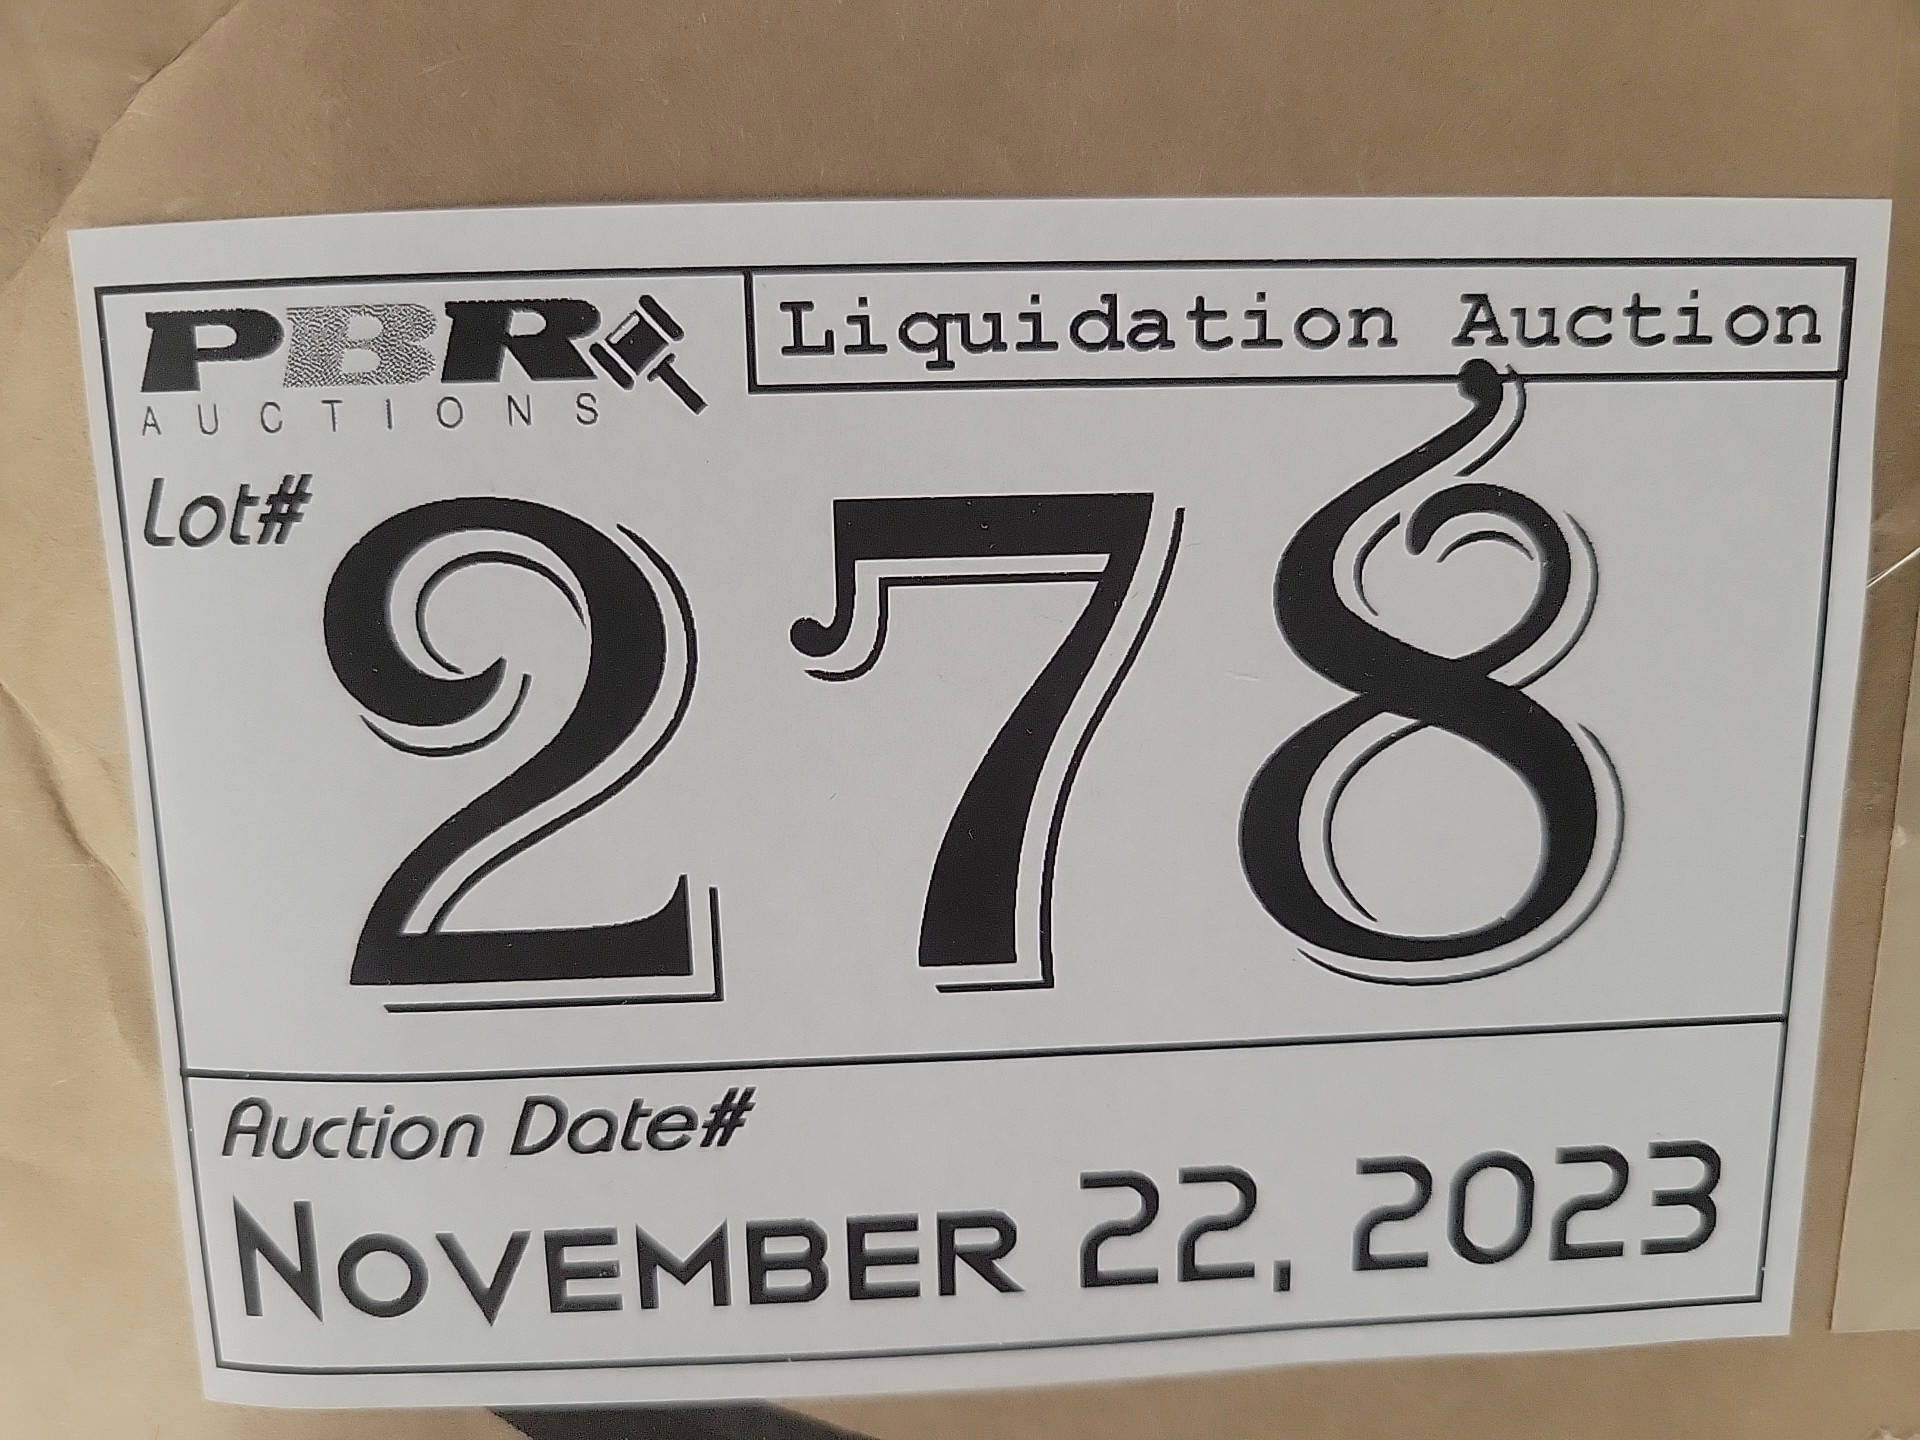 PBR
AUCTIONS
Liquidation Auction
Lot#
278
Auction Date#
NOVEMBER 22, 2023